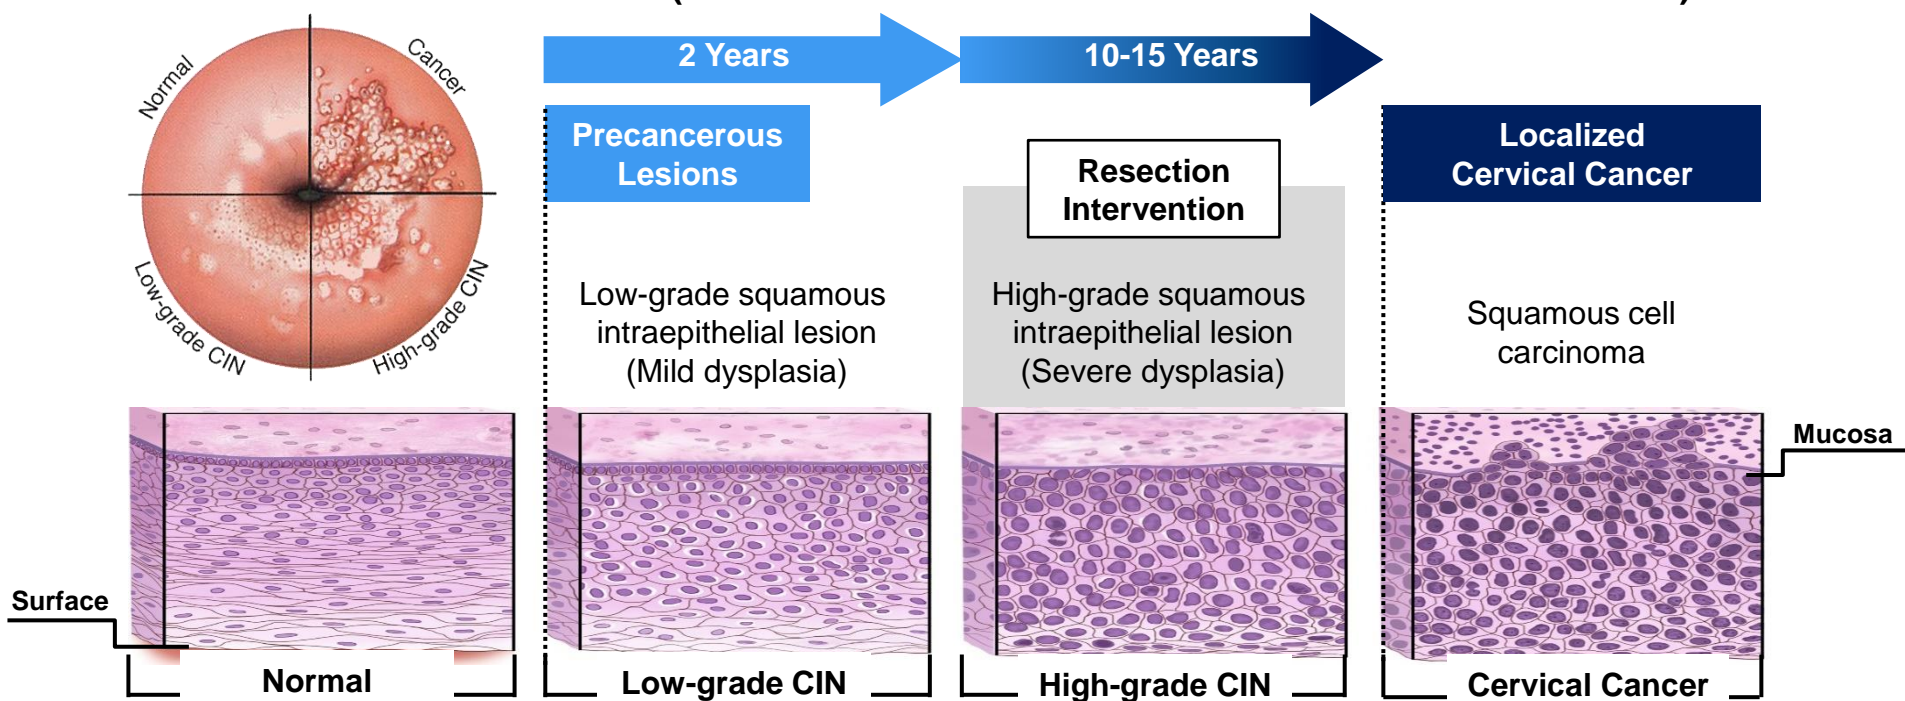 Normal
Cancer
Low-grade CIN
High-grade CIN
2 Years
10-15 Years
Precancerous
Lesions
Resection
Intervention
Localized
Cervical Cancer
Low-grade squamous
intraepithelial lesion
(Mild dysplasia)
High-grade squamous
intraepithelial lesion
(Severe dysplasia)
Squamous cell
carcinoma
Mucosa
Surface
Normal
Low-grade CIN
High-grade CIN
Cervical Cancer